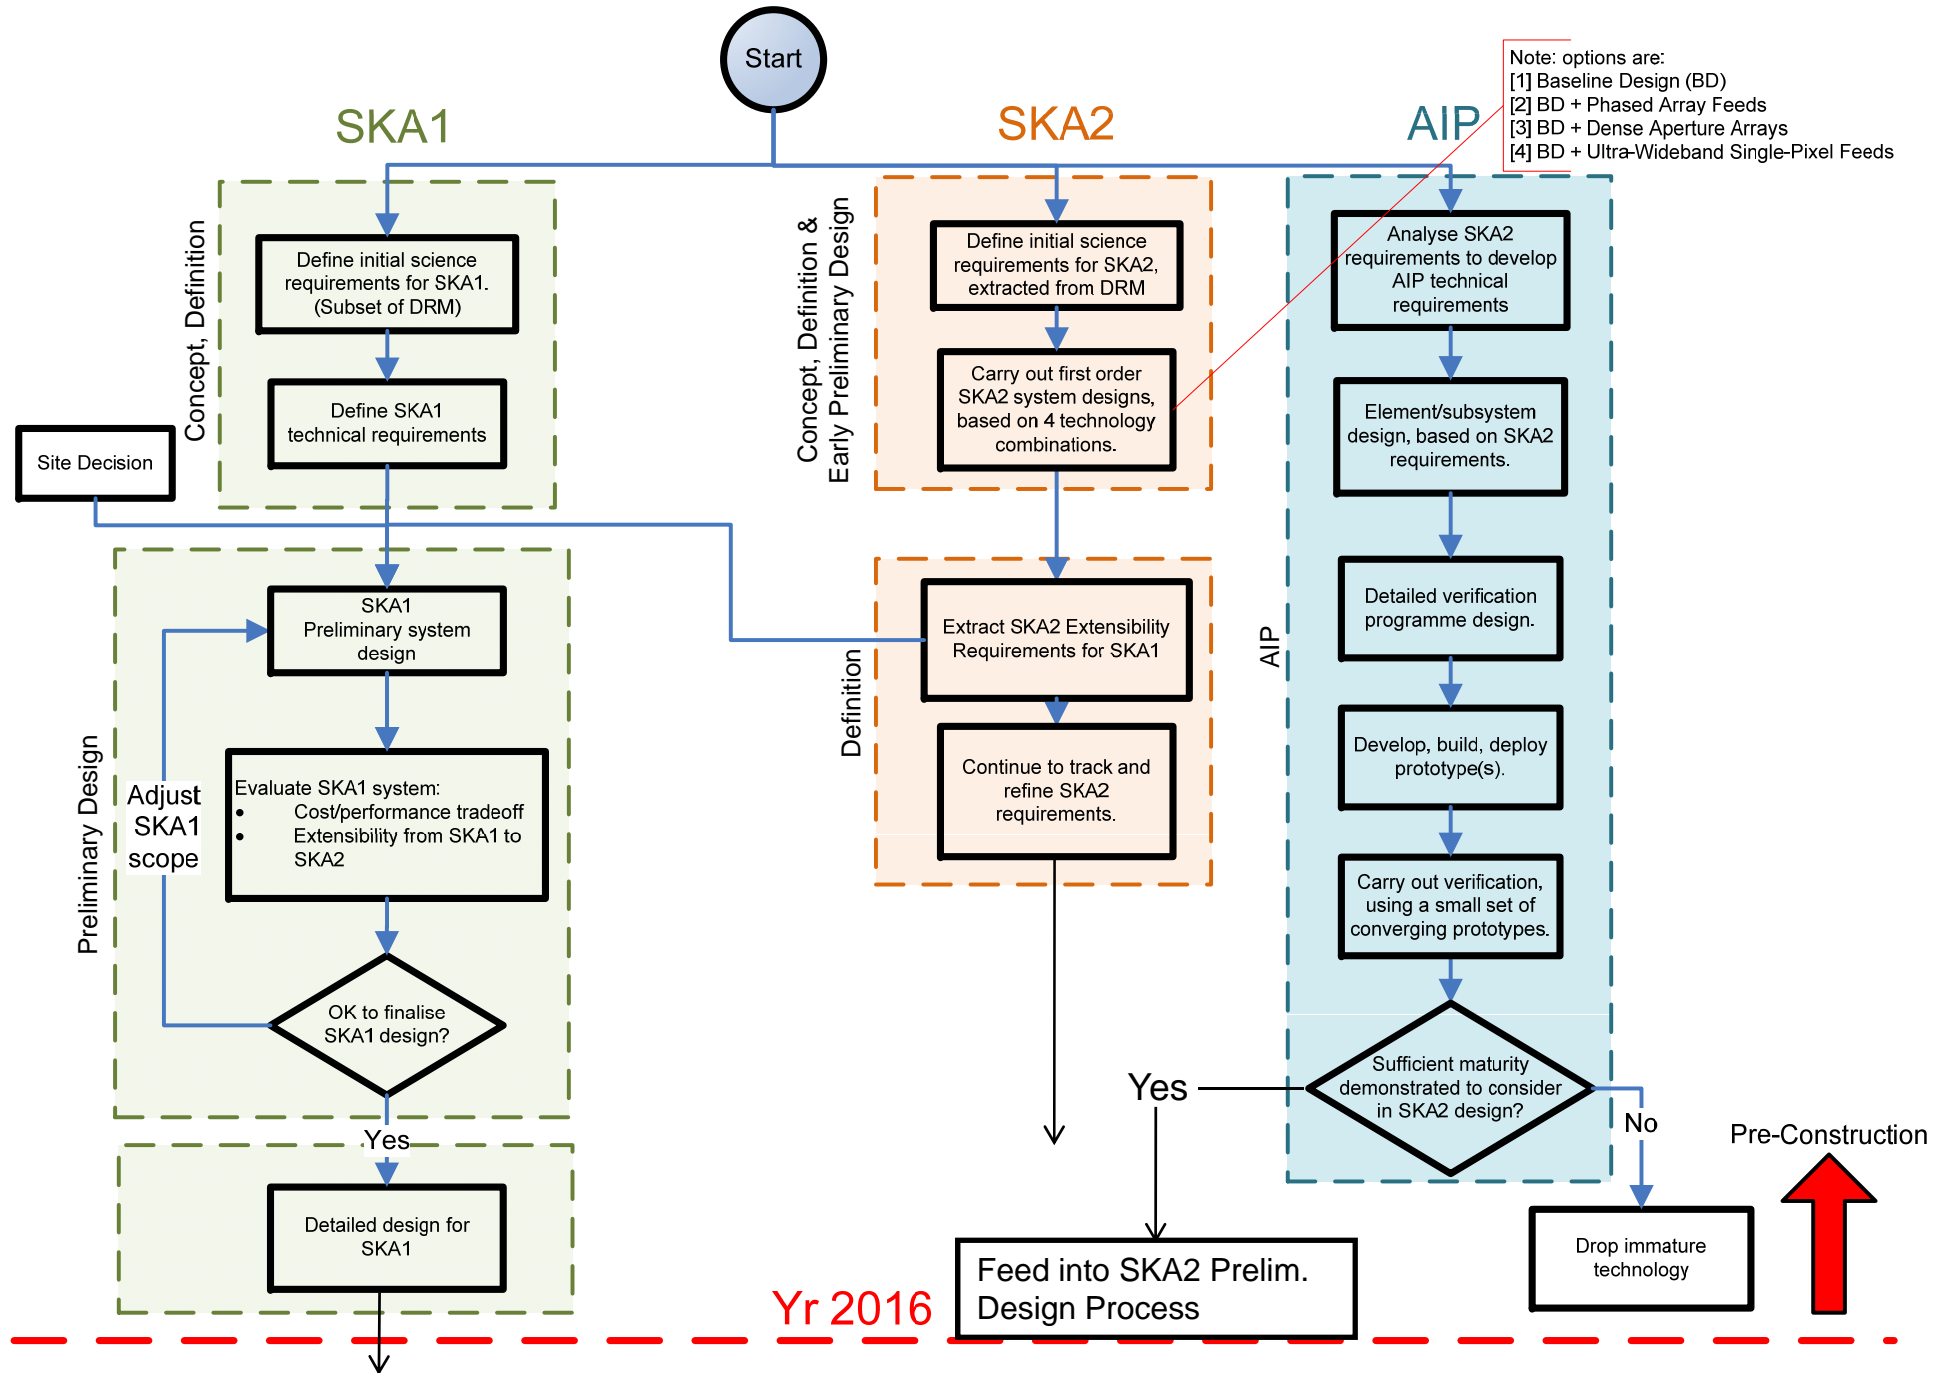 Start
Note: options are:
[1] Baseline Design (BD)
[2] BD + Phased Array Feeds
[3] BD + Dense Aperture Arrays
[4] BD + Ultra-Wideband Single-Pixel Feeds
SKA1
SKA2
AIP
Concept, Definition
Define initial science
requirements for SKA1.
(Subset of DRM)
Define SKA1
technical requirements
Site Decision
Preliminary Design
SKA1
Preliminary system
design
Adjust
SKA1
scope
Evaluate SKA1 system:
● Cost/performance tradeoff
● Extensibility from SKA1 to
SKA2
OK to finalise
SKA1 design?
Yes
Detailed design for
SKA1
Concept, Definition &
Early Preliminary Design
Define initial science
requirements for SKA2,
extracted from DRM
Carry out first order
SKA2 system designs,
based on 4 technology
combinations.
Definition
Extract SKA2 Extensibility
Requirements for SKA1
Continue to track and
refine SKA2
requirements.
AIP
Analyse SKA2
requirements to develop
AIP technical
requirements
Element/subsystem
design, based on SKA2
requirements.
Detailed verification
programme design.
Develop, build, deploy
prototype(s).
Carry out verification,
using a small set of
converging prototypes.
Sufficient maturity
demonstrated to consider
in SKA2 design?
Yes
No
Feed into SKA2 Prelim.
Design Process
Drop immature
technology
Pre-Construction
Yr 2016